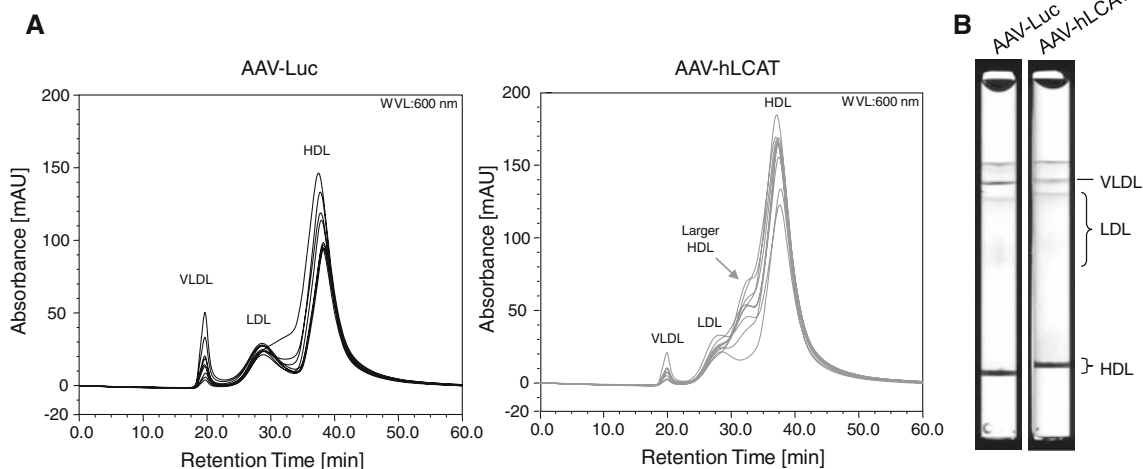 A
AAV-Luc
WVL:600 nm
200
150
100
50
0
-20
Absorbance [mAU]
VLDL
LDL
HDL
0.0 10.0 20.0 30.0 40.0 50.0 60.0
Retention Time [min]
AAV-hLCAT
WVL:600 nm
200
150
100
50
0
-20
Absorbance [mAU]
HDL
Larger
HDL
LDL
VLDL
0.0 10.0 20.0 30.0 40.0 50.0 60.0
Retention Time [min]
B
AAV-Luc
AAV-hLCAT
VLDL
LDL
HDL